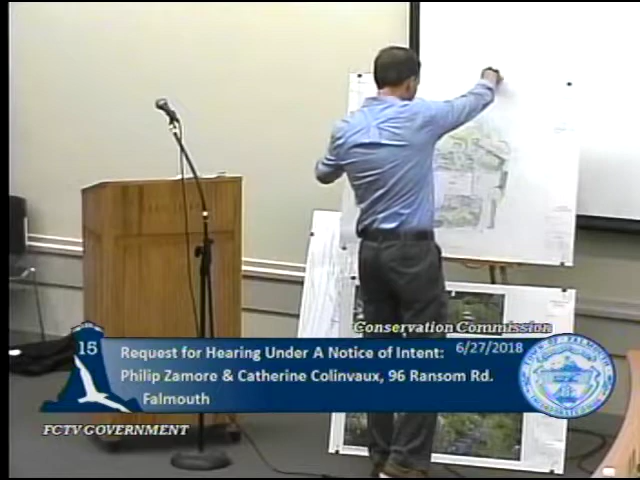 Conservation Commission
15
Request for Hearing Under A Notice of Intent:
6/27/2018
Philip Zamore & Catherine Colinvaux, 96 Ransom Rd.
Falmouth
FCTV GOVERNMENT